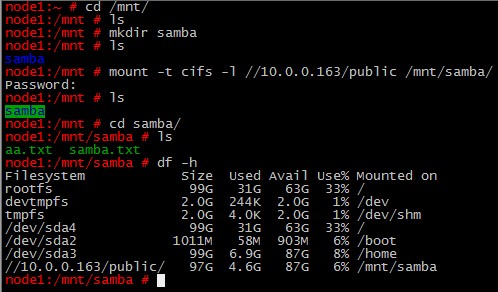 node1:~ # cd /mnt/
node1:/mnt # ls
node1:/mnt # mkdir samba
node1:/mnt # ls
samba
node1:/mnt # mount -t cifs -l //10.0.0.163/public /mnt/samba/
Password:
node1:/mnt # ls
samba
node1:/mnt # cd samba/
node1:/mnt/samba # ls
aa.txt  samba.txt
node1:/mnt/samba # df -h
Filesystem            Size  Used Avail Use% Mounted on
rootfs                 99G   31G   63G  33% /
devtmpfs              2.0G  244K  2.0G   1% /dev
tmpfs                 2.0G  4.0K  2.0G   1% /dev/shm
/dev/sda4              99G   31G   63G  33% /
/dev/sda2            1011M   58M  903M   6% /boot
/dev/sda3              99G  6.9G   87G   8% /home
//10.0.0.163/public/   97G  4.6G   87G   6% /mnt/samba
node1:/mnt/samba #